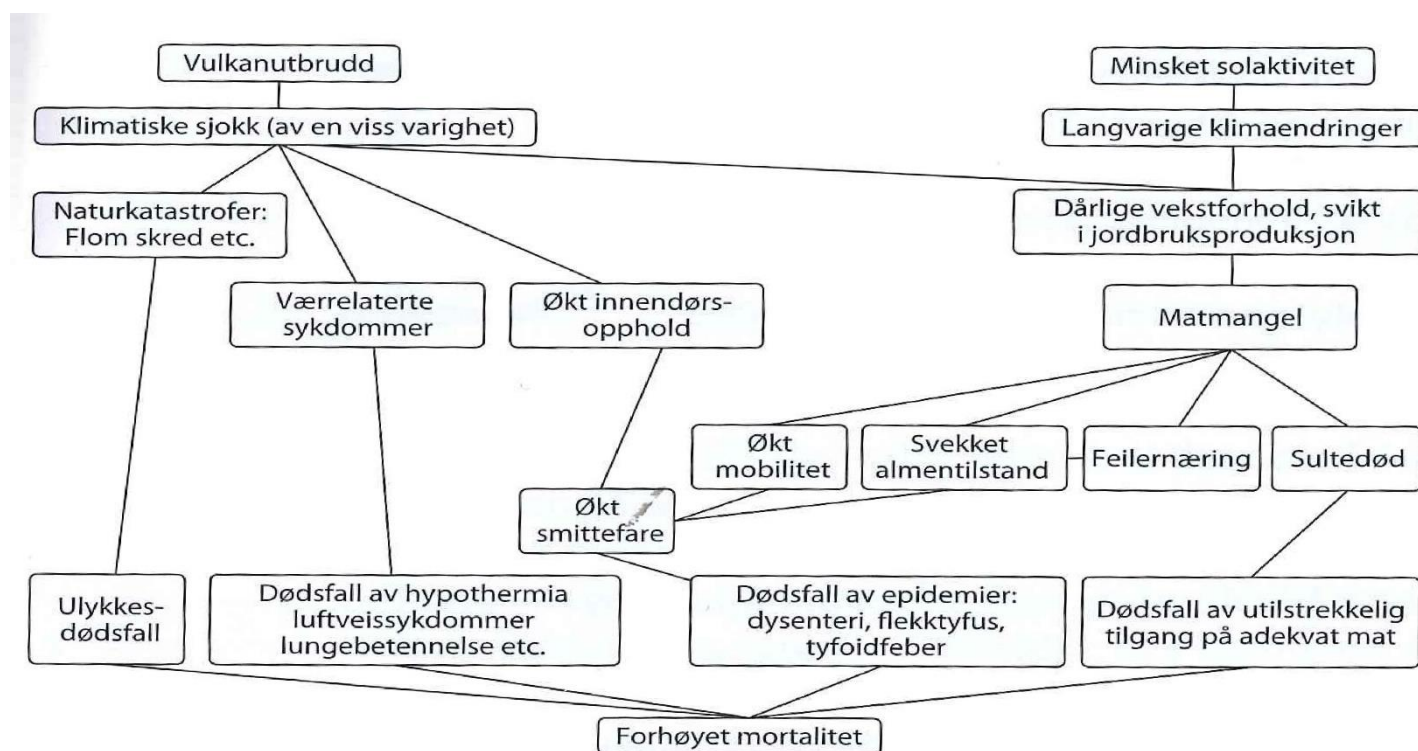 Vulkanutbrudd
Minsket solaktivitet
Klimatiske sjokk (av en viss varighet)
Langvarige klimaendringer
Naturkatastrofer:
Flom skred etc.
Dårlige vekstforhold, svikt
i jordbruksproduksjon
Værrelaterte
sykdommer
Økt innendørs-
opphold
Matmangel
Økt
mobilitet
Svekket
almentilstand
Feilernæring
Sultedød
Økt
smittefare
Ulykkes-
dødsfall
Dødsfall av hypothermia
luftveissykdommer
lungebetennelse etc.
Dødsfall av epidemier:
dysenteri, flekktyfus,
tyfoidfeber
Dødsfall av utilstrekkelig
tilgang på adekvat mat
Forhøyet mortalitet